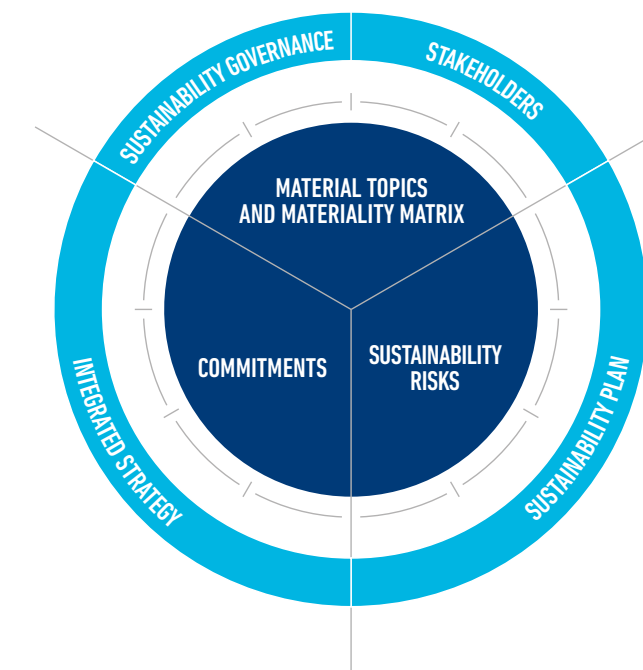 SUSTAINABILITY GOVERNANCE
STAKEHOLDERS
MATERIAL TOPICS
AND MATERIALITY MATRIX
COMMITMENTS
SUSTAINABILITY
RISKS
INTEGRATED STRATEGY
SUSTAINABILITY PLAN